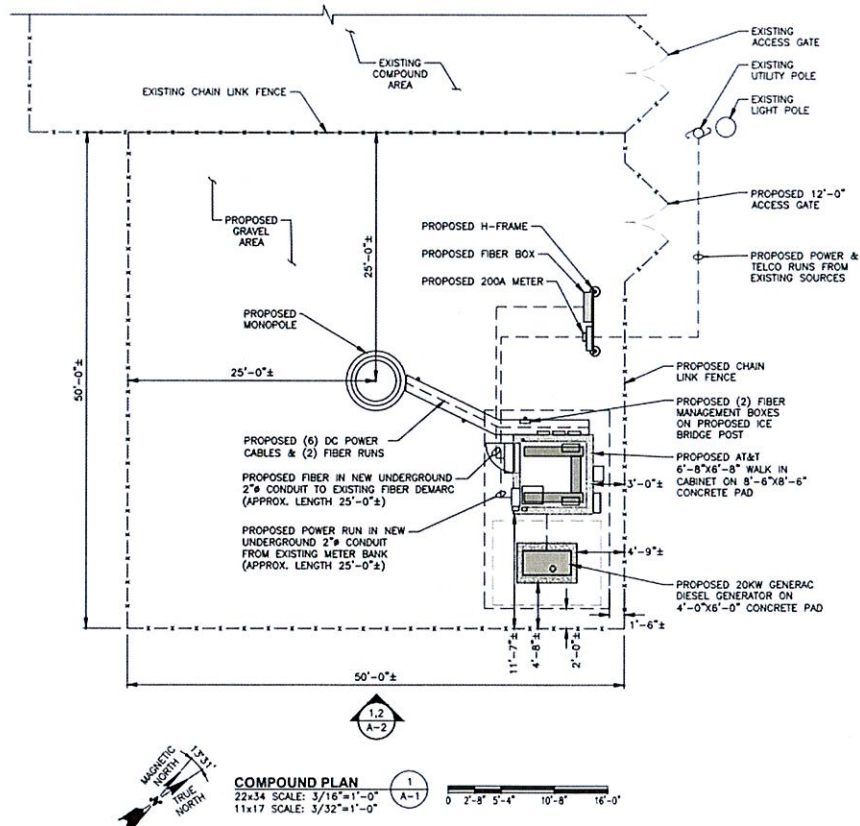 EXISTING
ACCESS GATE
EXISTING
UTILITY POLE
EXISTING
LIGHT POLE
EXISTING
COMPOUND
AREA
EXISTING CHAIN LINK FENCE
PROPOSED 12'-0"
ACCESS GATE
PROPOSED
GRAVEL
AREA
25'-0"±
PROPOSED H-FRAME
PROPOSED FIBER BOX
PROPOSED 200A METER
PROPOSED POWER &
TELCO RUNS FROM
EXISTING SOURCES
PROPOSED
MONOPOLE
50'-0"±
25'-0"±
PROPOSED CHAIN
LINK FENCE
PROPOSED (2) FIBER
MANAGEMENT BOXES
ON PROPOSED ICE
BRIDGE POST
PROPOSED (6) DC POWER
CABLES & (2) FIBER RUNS
PROPOSED AT&T
6'-8"X6'-8" WALK IN
CABINET ON 8'-6"X8'-6"
CONCRETE PAD
PROPOSED FIBER IN NEW UNDERGROUND
2"ø CONDUIT TO EXISTING FIBER DEMARC
(APPROX. LENGTH 25'-0"±)
3'-0"±
PROPOSED POWER RUN IN NEW
UNDERGROUND 2"ø CONDUIT
FROM EXISTING METER BANK
(APPROX. LENGTH 25'-0"±)
4'-9"±
PROPOSED 20KW GENERAC
DIESEL GENERATOR ON
4'-0"X6'-0" CONCRETE PAD
1'-6"±
11'-7"±
4'-8"±
2'-0"±
50'-0"±
1,2
A-2
MAGNETIC
NORTH
13°31'
TRUE
NORTH
COMPOUND PLAN
22x34 SCALE: 3/16"=1'-0"
11x17 SCALE: 3/32"=1'-0"
1
A-1
0 2'-8" 5'-4" 10'-8" 16'-0"